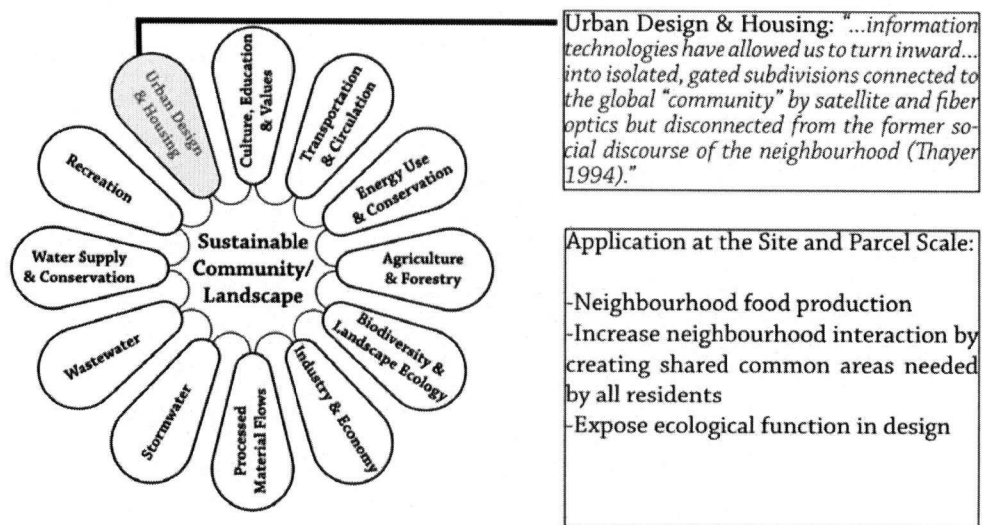 Urban Design
& Housing
Culture, Education
& Values
Transportation
& Circulation
Energy Use
& Conservation
Agriculture
& Forestry
Biodiversity &
Landscape Ecology
Industry & Economy
Processed
Material Flows
Stormwater
Wastewater
Water Supply
& Conservation
Recreation
Sustainable
Community/
Landscape
Urban Design & Housing: "...information
technologies have allowed us to turn inward...
into isolated, gated subdivisions connected to
the global "community" by satellite and fiber
optics but disconnected from the former so-
cial discourse of the neighbourhood (Thayer
1994)."
Application at the Site and Parcel Scale:
-Neighbourhood food production
-Increase neighbourhood interaction by
creating shared common areas needed
by all residents
-Expose ecological function in design